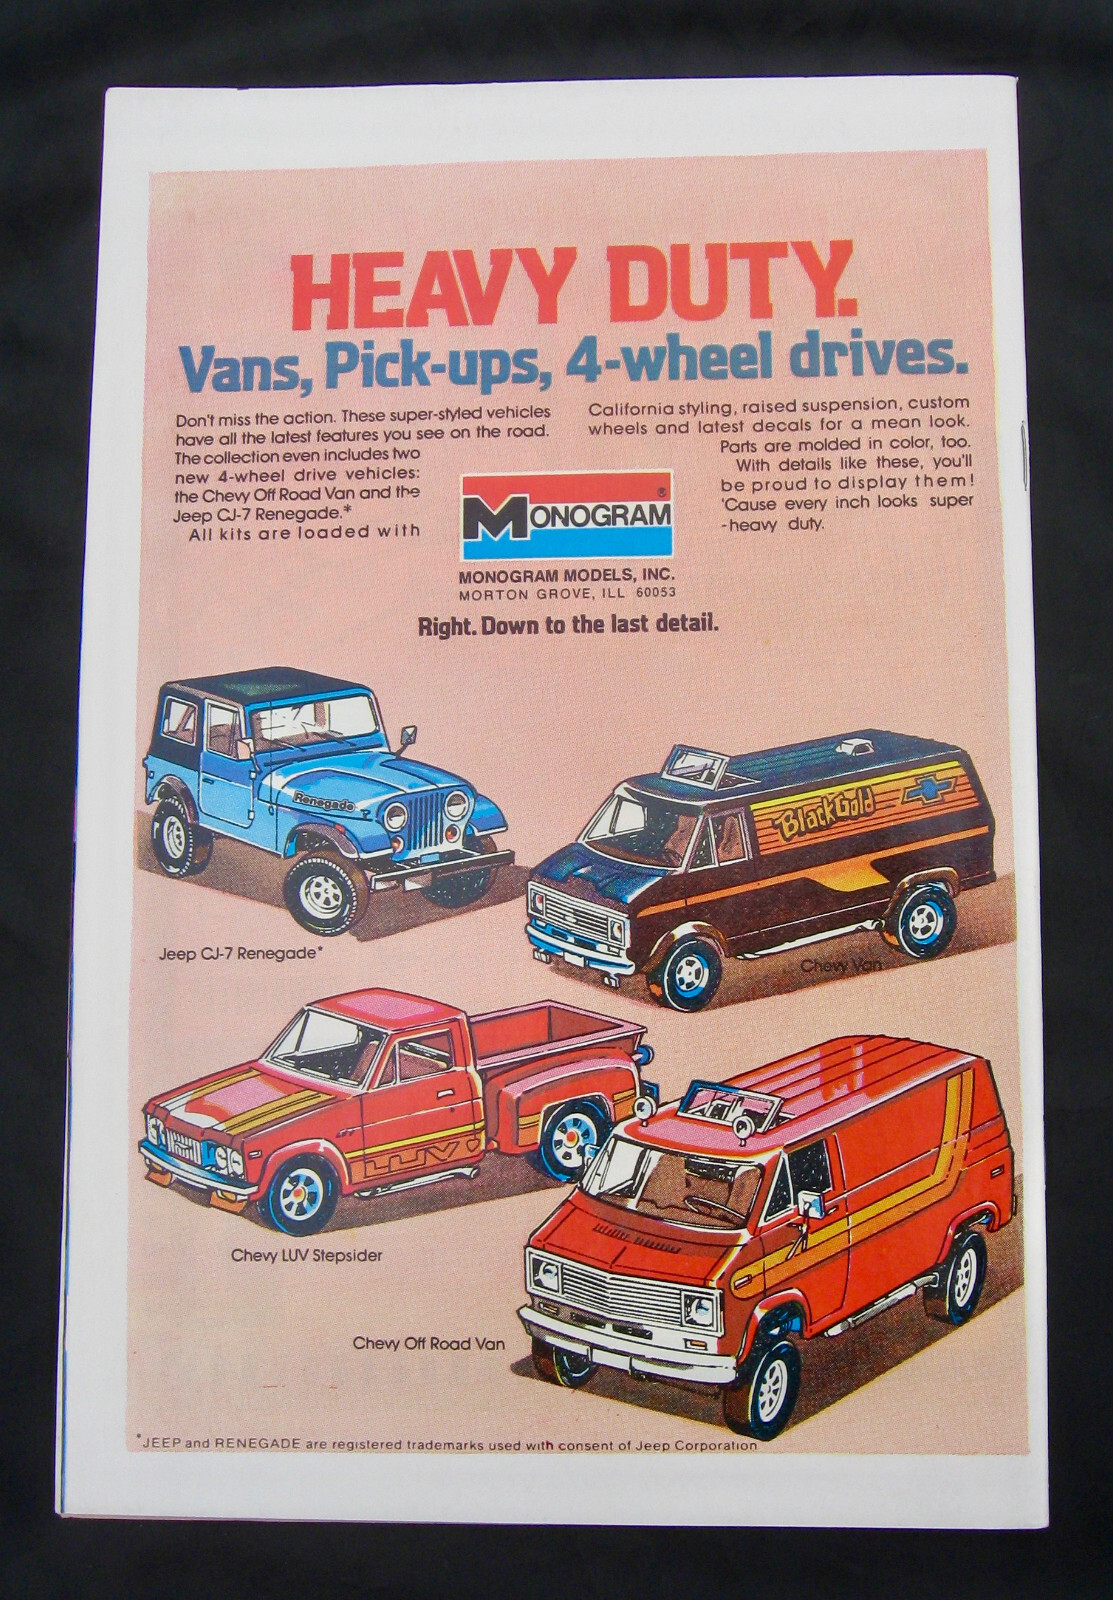 HEAVY DUTY.
Vans, Pick-ups, 4-wheel drives.
Don't miss the action. These super-styled vehicles
have all the latest features you see on the road.
The collection even includes two
new 4-wheel drive vehicles:
the Chevy Off Road Van and the
Jeep CJ-7 Renegade.*
All kits are loaded with
California styling, raised suspension, custom
wheels and latest decals for a mean look.
Parts are molded in color, too.
With details like these, you'll
be proud to display them!
'Cause every inch looks super
-heavy duty.
MONOGRAM®
MONOGRAM MODELS, INC.
MORTON GROVE, ILL 60053
Right. Down to the last detail.
Renegade
Jeep CJ-7 Renegade*
Black Gold
Chevy Van
LUV
Chevy LUV Stepsider
Chevy Off Road Van
*JEEP and RENEGADE are registered trademarks used with consent of Jeep Corporation